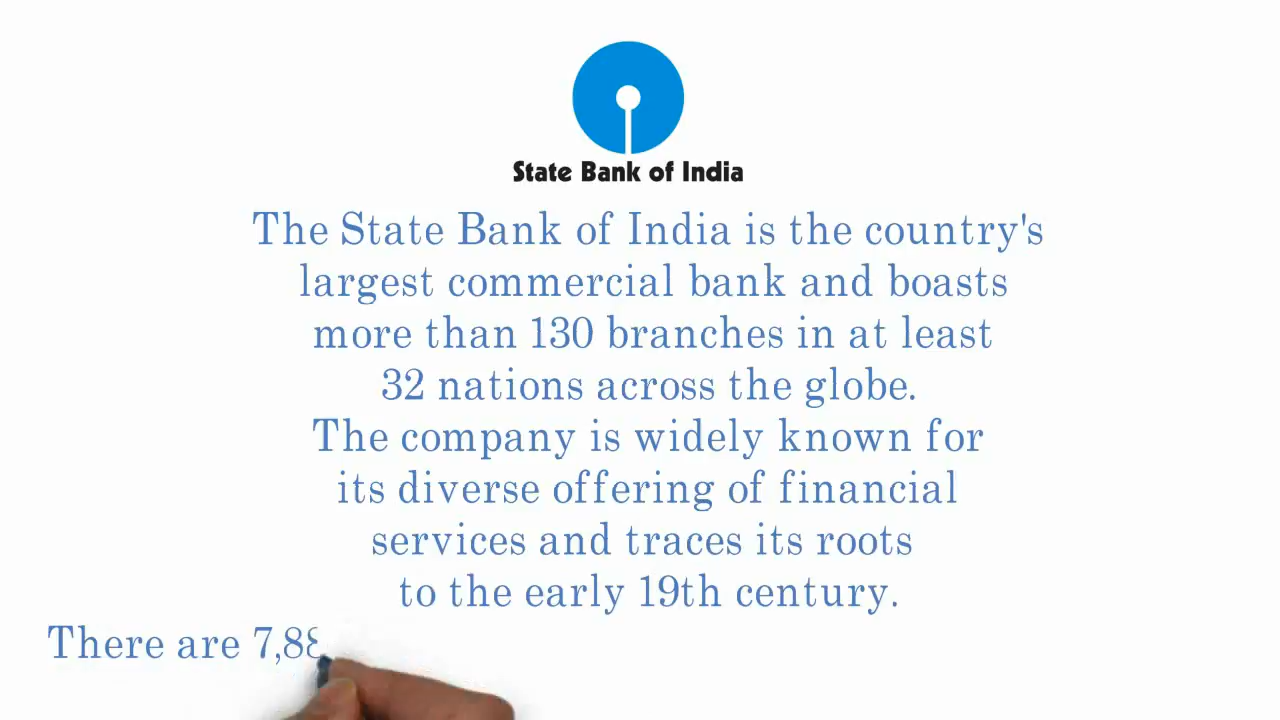 State Bank of India
The State Bank of India is the country's
largest commercial bank and boasts
more than 130 branches in at least
32 nations across the globe.
The company is widely known for
its diverse offering of financial
services and traces its roots
to the early 19th century.
There are